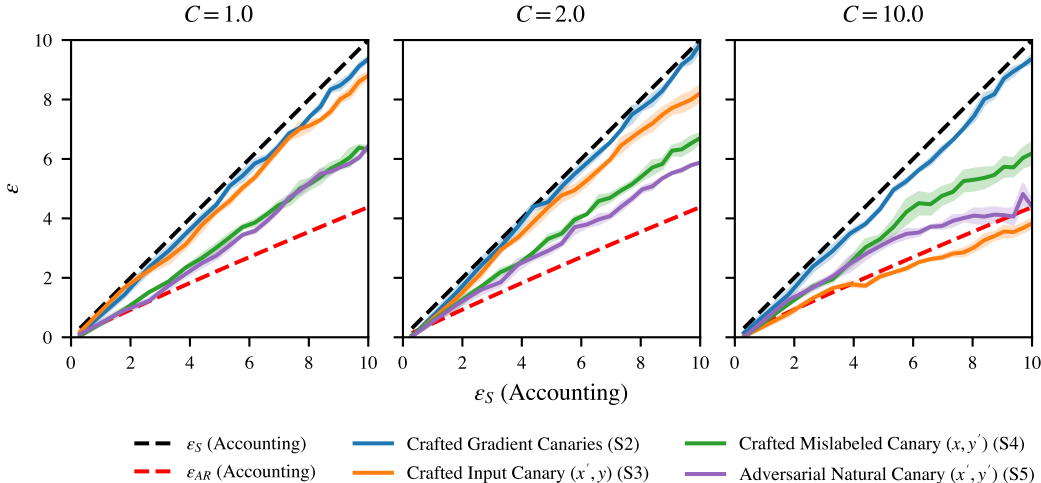 C = 1.0
C = 2.0
C = 10.0
ε
10
8
6
4
2
0
0 2 4 6 8 10
0 2 4 6 8 10
0 2 4 6 8 10
ε_S (Accounting)
ε_S (Accounting)
ε_AR (Accounting)
Crafted Gradient Canaries (S2)
Crafted Input Canary (x′, y) (S3)
Crafted Mislabeled Canary (x, y′) (S4)
Adversarial Natural Canary (x′, y′) (S5)